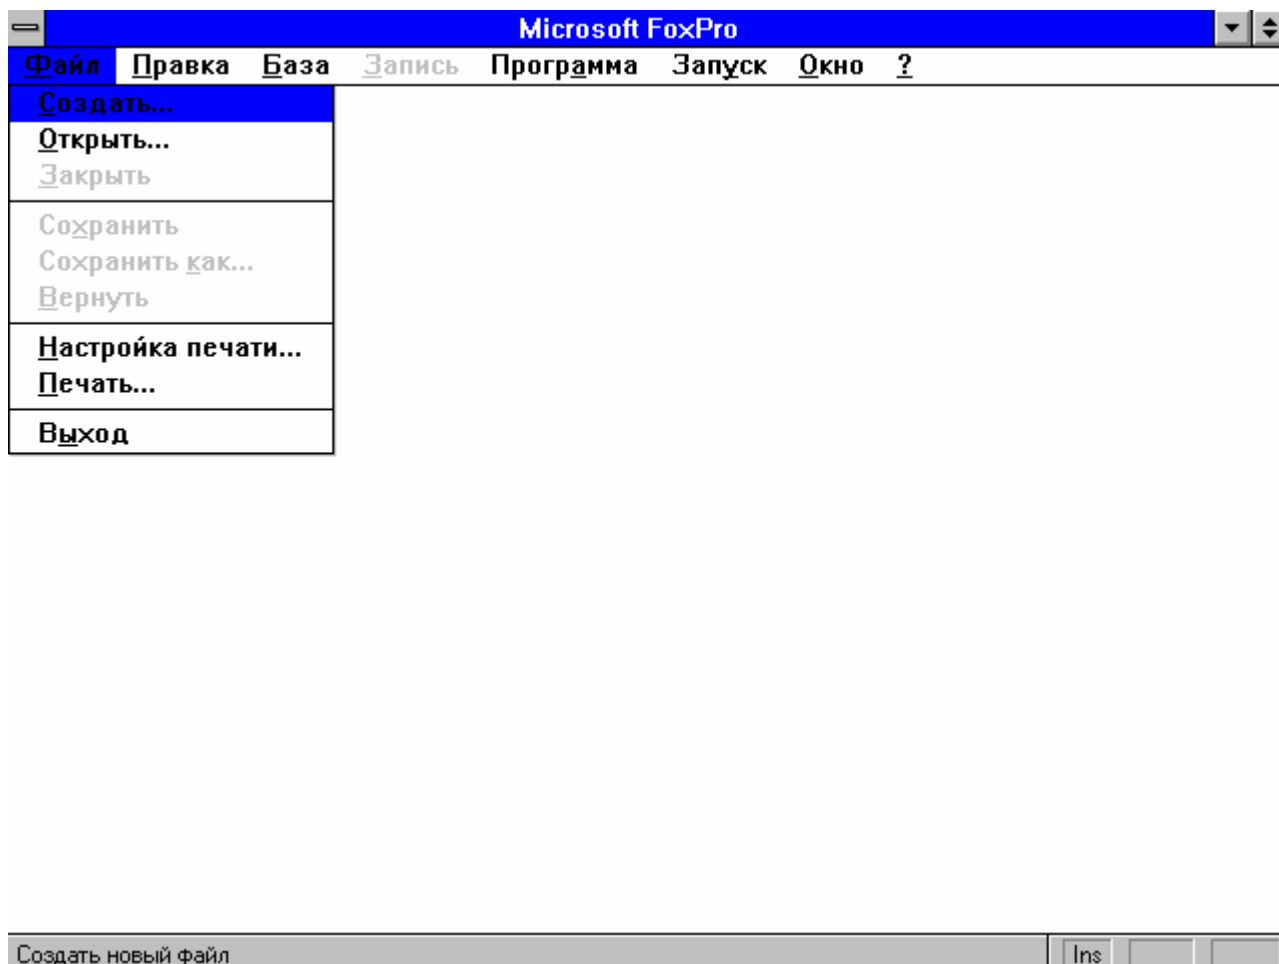 Microsoft FoxPro
Файл Правка База Запись Программа Запуск Окно ?
Создать...
Открыть...
Закрыть
Сохранить
Сохранить как...
Вернуть
Настройка печати...
Печать...
Выход
Создать новый файл Ins